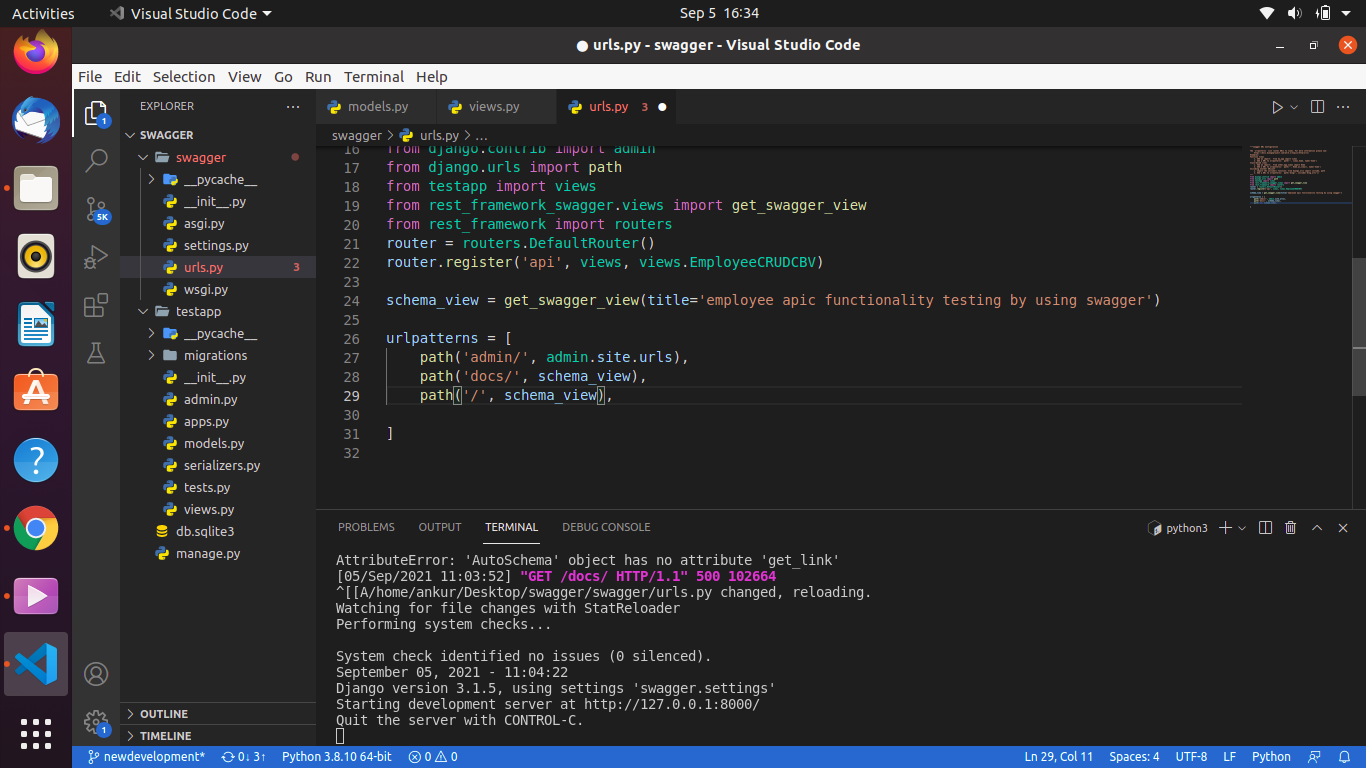 Activities
Visual Studio Code
Sep 5 16:34
● urls.py - swagger - Visual Studio Code
File Edit Selection View Go Run Terminal Help
EXPLORER
SWAGGER
swagger
__pycache__
__init__.py
asgi.py
settings.py
urls.py 3
wsgi.py
testapp
__pycache__
migrations
__init__.py
admin.py
apps.py
models.py
serializers.py
tests.py
views.py
db.sqlite3
manage.py
OUTLINE
TIMELINE
1
5K
1
models.py views.py urls.py 3
swagger > urls.py > ...
16 from django.contrib import admin
17 from django.urls import path
18 from testapp import views
19 from rest_framework_swagger.views import get_swagger_view
20 from rest_framework import routers
21 router = routers.DefaultRouter()
22 router.register('api', views, views.EmployeeCRUDCBV)
23
24 schema_view = get_swagger_view(title='employee apic functionality testing by using swagger')
25
26 urlpatterns = [
27     path('admin/', admin.site.urls),
28     path('docs/', schema_view),
29     path('/', schema_view),
30
31 ]
32
PROBLEMS OUTPUT TERMINAL DEBUG CONSOLE
python3
AttributeError: 'AutoSchema' object has no attribute 'get_link'
[05/Sep/2021 11:03:52] "GET /docs/ HTTP/1.1" 500 102664
^[[A/home/ankur/Desktop/swagger/swagger/urls.py changed, reloading.
Watching for file changes with StatReloader
Performing system checks...
System check identified no issues (0 silenced).
September 05, 2021 - 11:04:22
Django version 3.1.5, using settings 'swagger.settings'
Starting development server at http://127.0.0.1:8000/
Quit the server with CONTROL-C.
newdevelopment* 0↓ 3↑ Python 3.8.10 64-bit 0 0 Ln 29, Col 11 Spaces: 4 UTF-8 LF Python